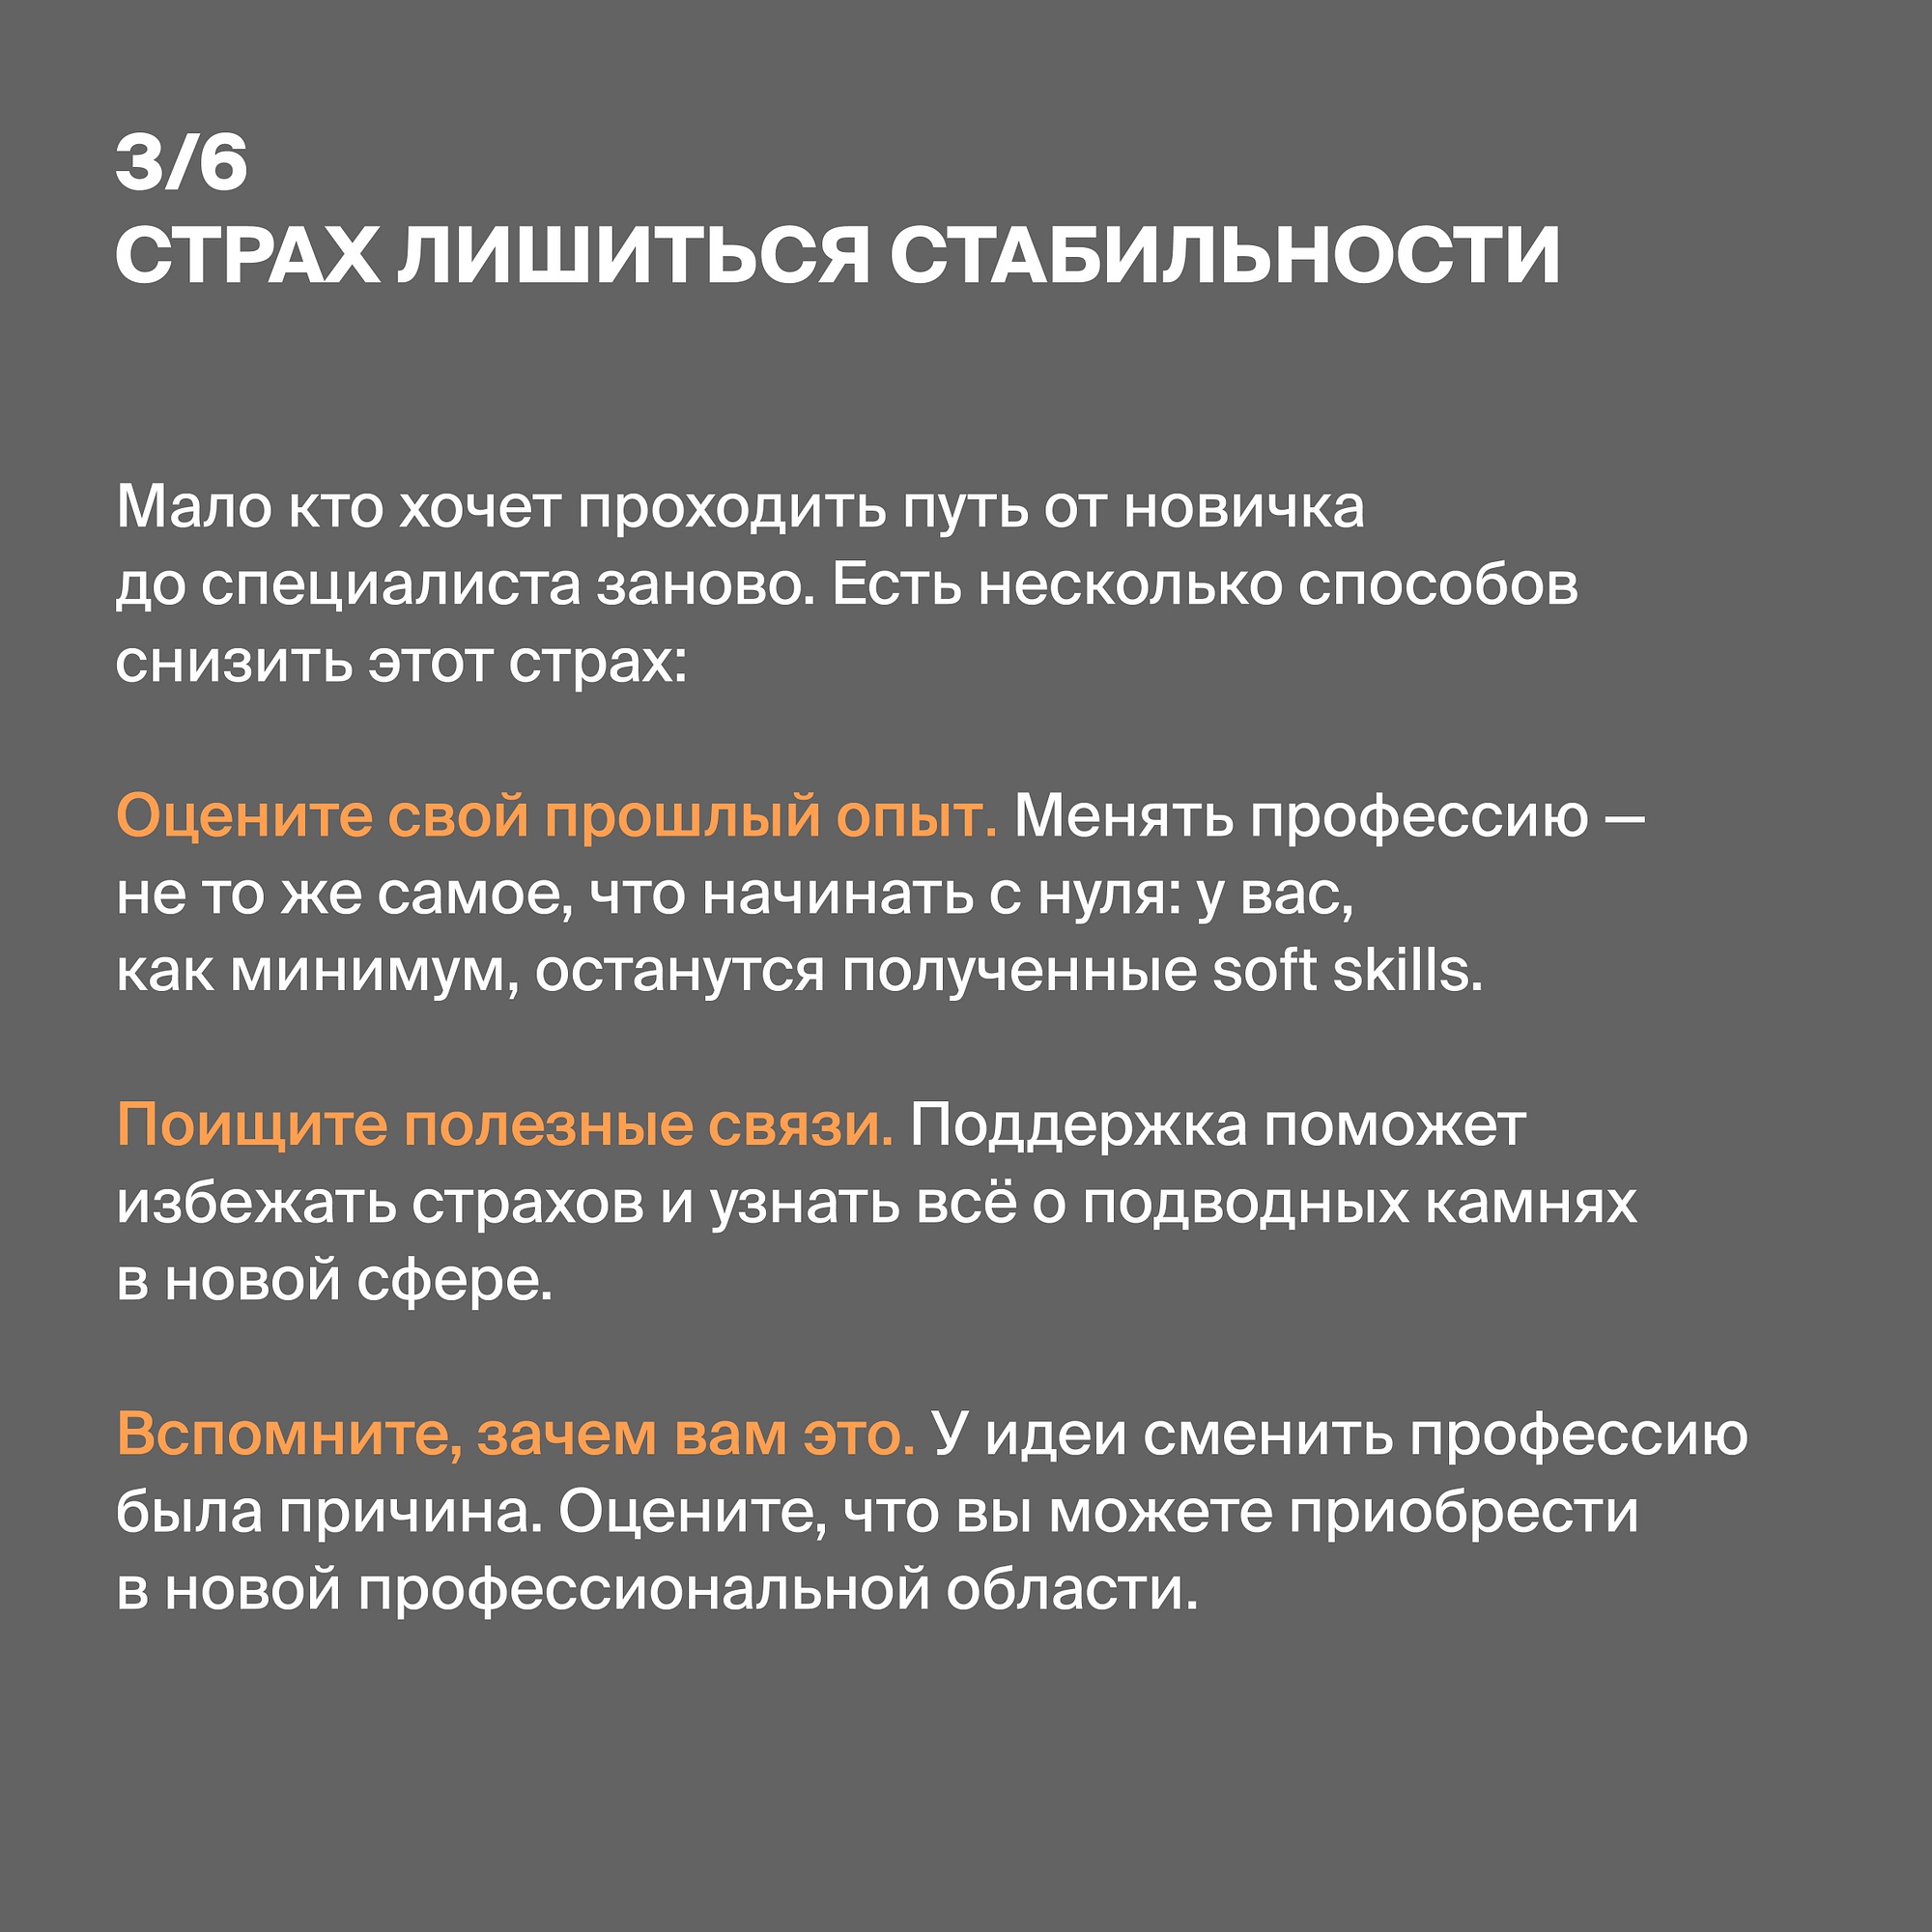 3/6
СТРАХ ЛИШИТЬСЯ СТАБИЛЬНОСТИ
Мало кто хочет проходить путь от новичка
до специалиста заново. Есть несколько способов
снизить этот страх:
Оцените свой прошлый опыт. Менять профессию —
не то же самое, что начинать с нуля: у вас,
как минимум, останутся полученные soft skills.
Поищите полезные связи. Поддержка поможет
избежать страхов и узнать всё о подводных камнях
в новой сфере.
Вспомните, зачем вам это. У идеи сменить профессию
была причина. Оцените, что вы можете приобрести
в новой профессиональной области.